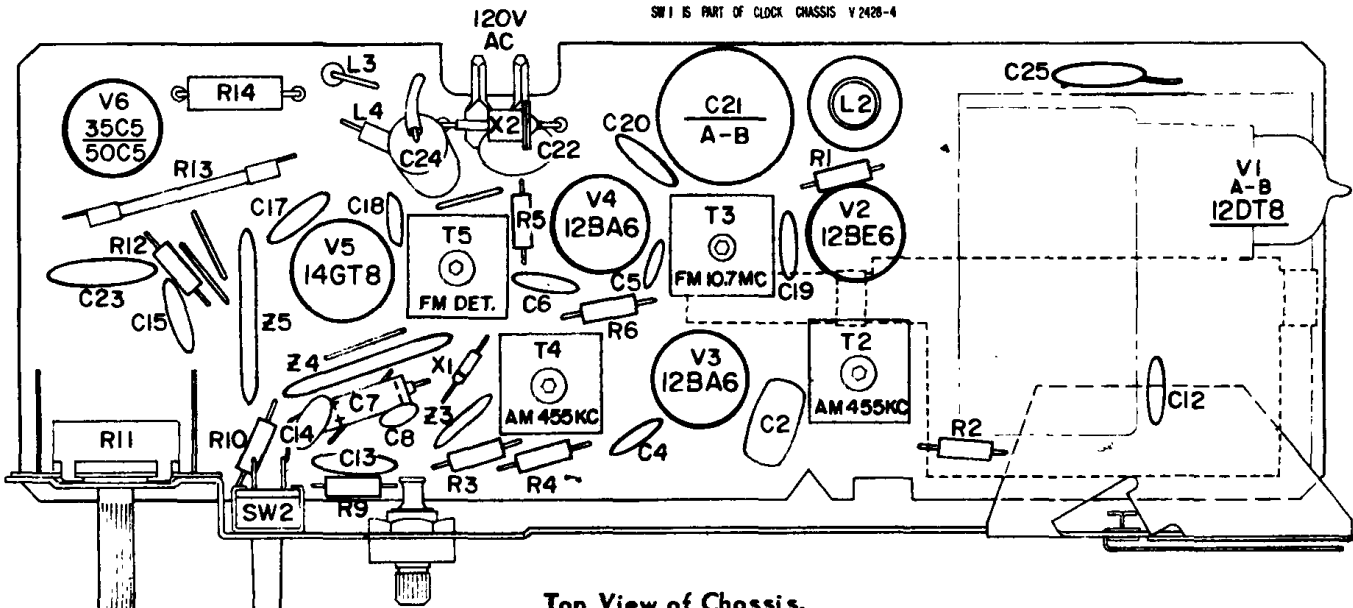 SW1 IS PART OF CLOCK CHASSIS V2428-4
120V
AC
L3
C25
V6
35C5
50C5
R14
L4
X2
C24
C22
C20
C21
A-B
L2
R1
V1
A-B
12DT8
R13
C17
C18
R5
V4
12BA6
T3
FM 10.7MC
V2
12BE6
R12
C23
C15
Z5
V5
14GT8
T5
FM DET.
C6
C5
C19
R6
Z4
X1
T4
AM 455KC
V3
12BA6
T2
AM 455KC
C7
C14
C8
Z3
C2
C12
R11
R10
C13
R3
R4
C4
R2
SW2
R9
Top View of Chassis.